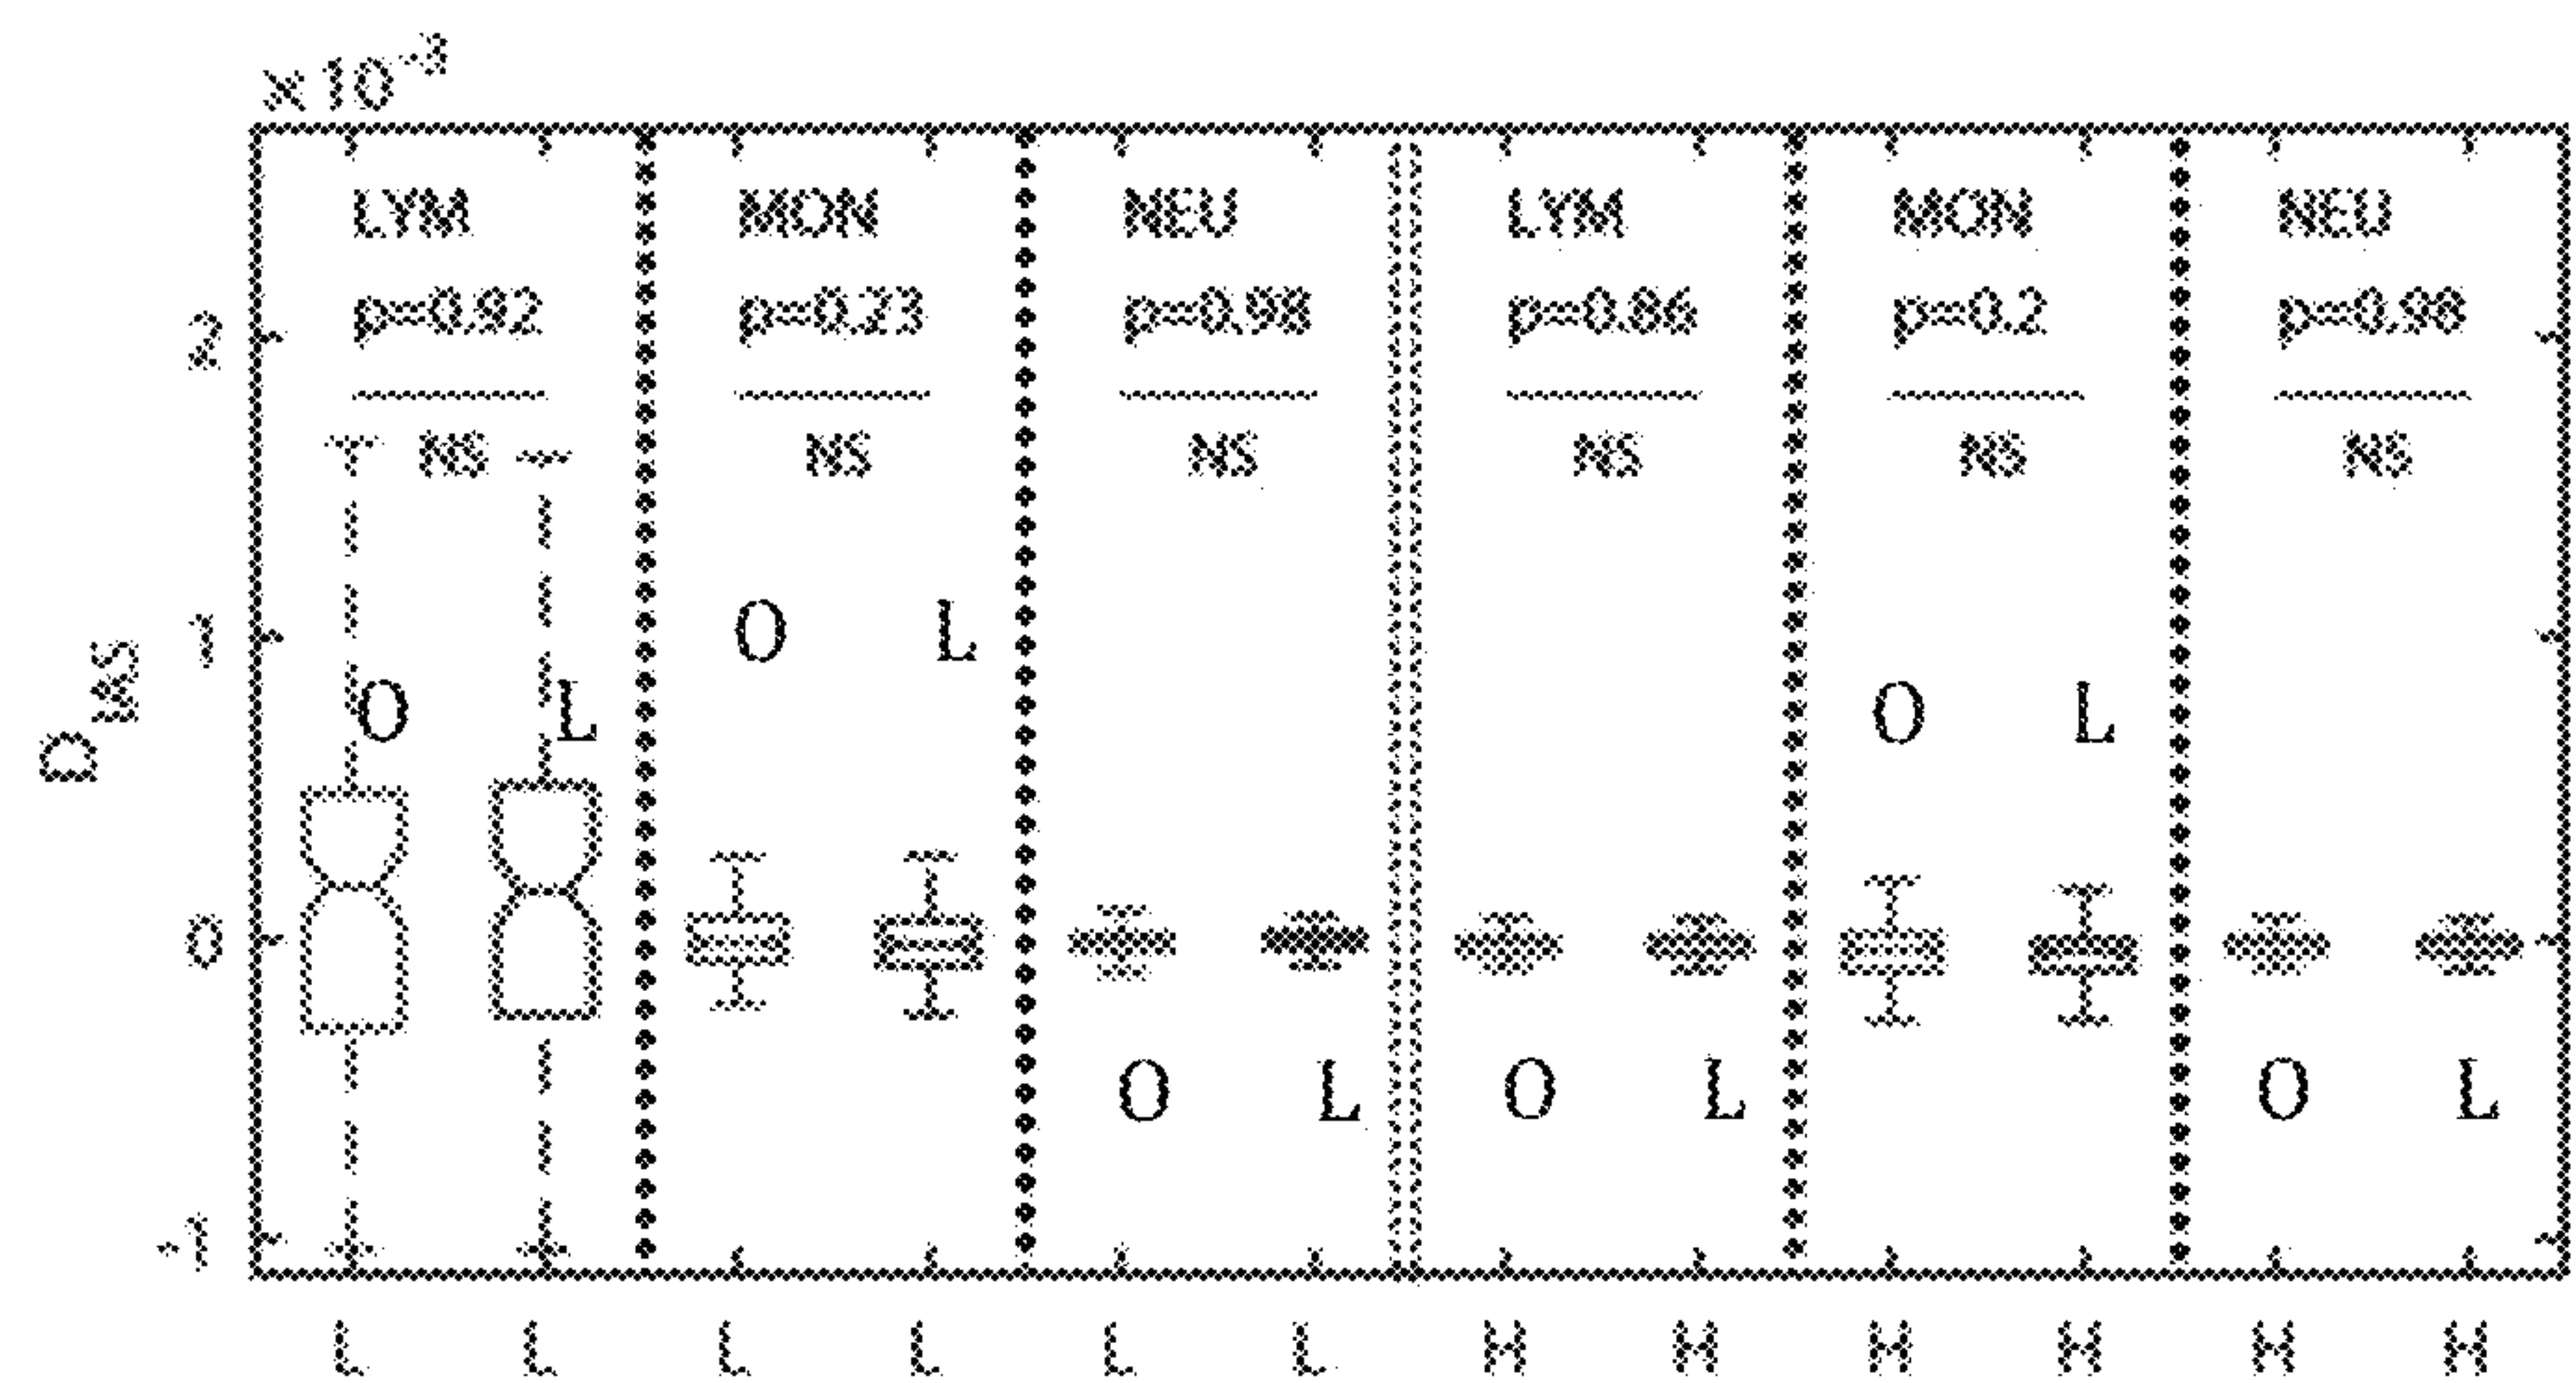 ×10⁻³
LYM MON NEU LYM MON NEU
p=0.92 p=0.23 p=0.98 p=0.86 p=0.2 p=0.98
2
NS NS NS NS NS NS
O L
1
O L O L
0
O L O L O L
-1
L L L L L L H H H H H H